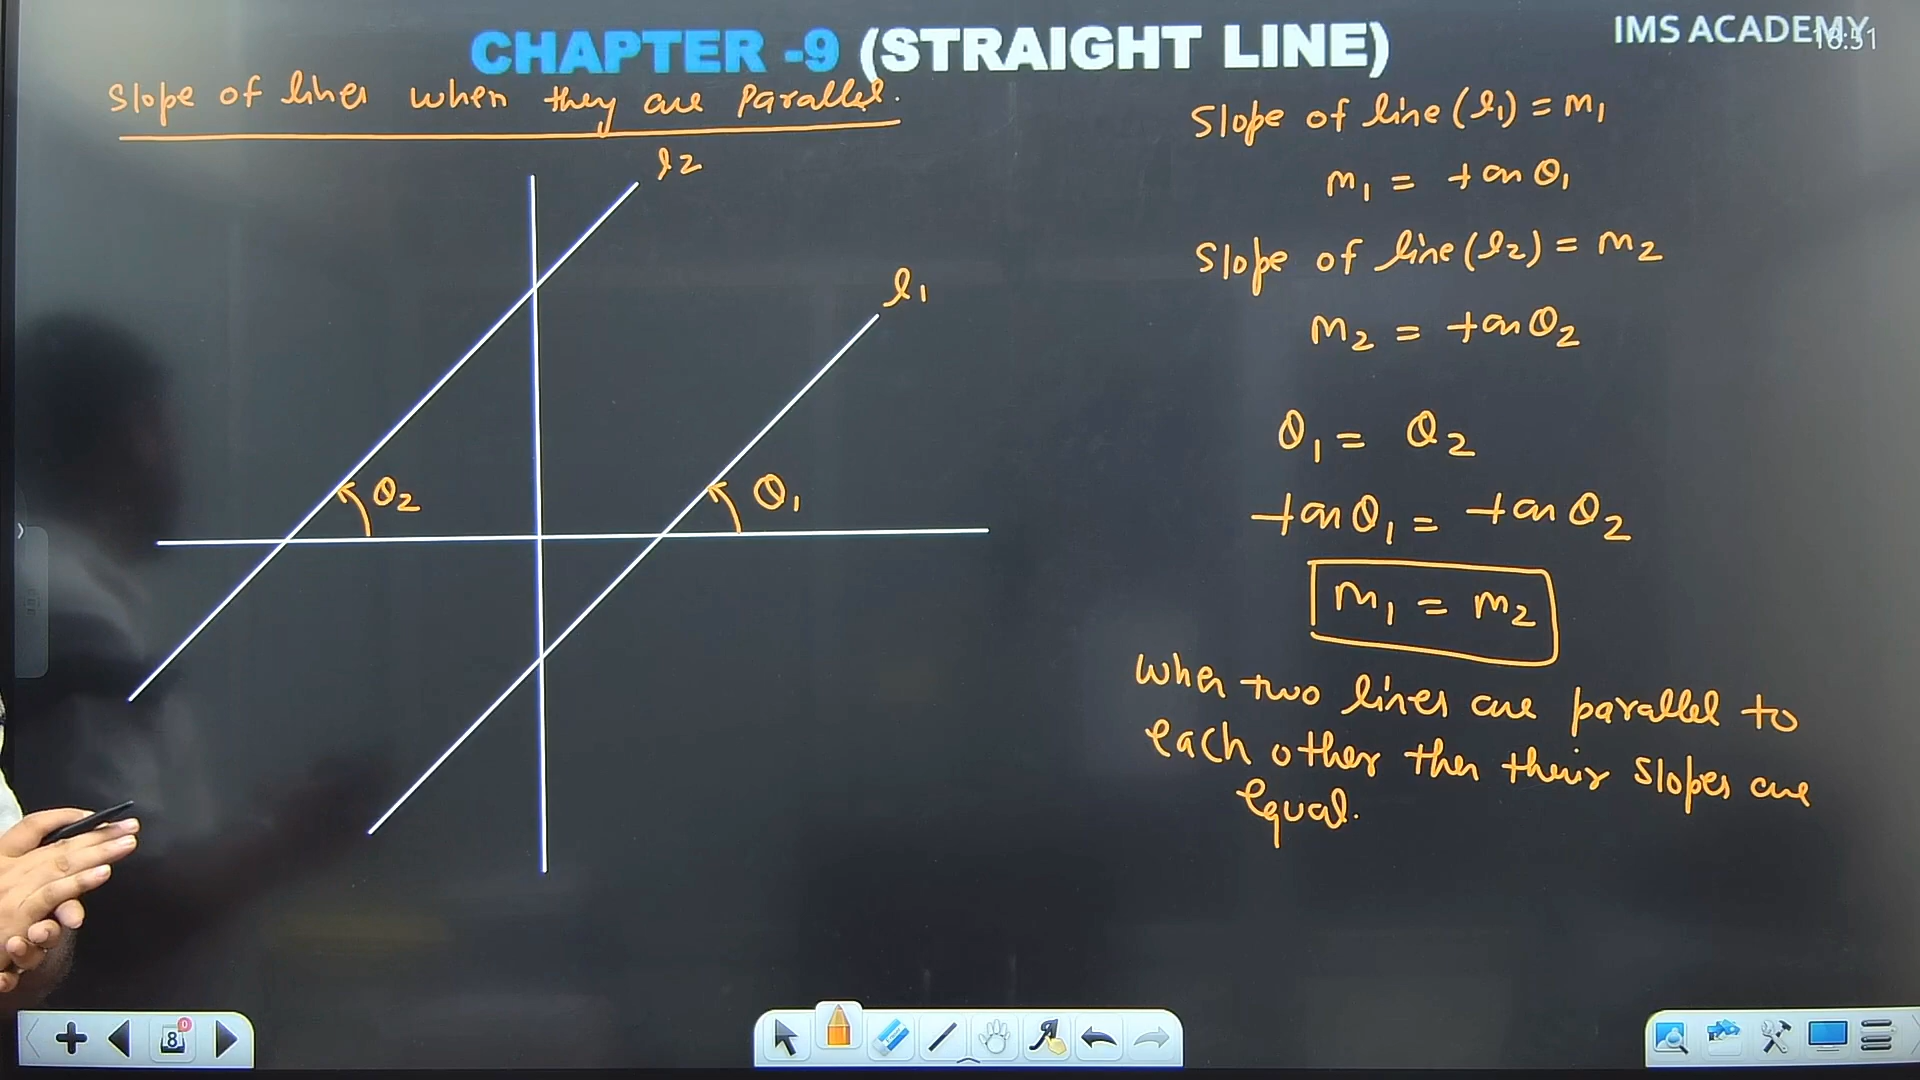 CHAPTER -9 (STRAIGHT LINE)
IMS ACADEMY
Slope of lines when they are Parallel.
l2
l1
θ2
θ1
Slope of line (l1) = m1
m1 = tan θ1
Slope of line (l2) = m2
m2 = tan θ2
θ1 = θ2
tan θ1 = tan θ2
m1 = m2
When two lines are parallel to
each other then their slopes are
equal.
8
0